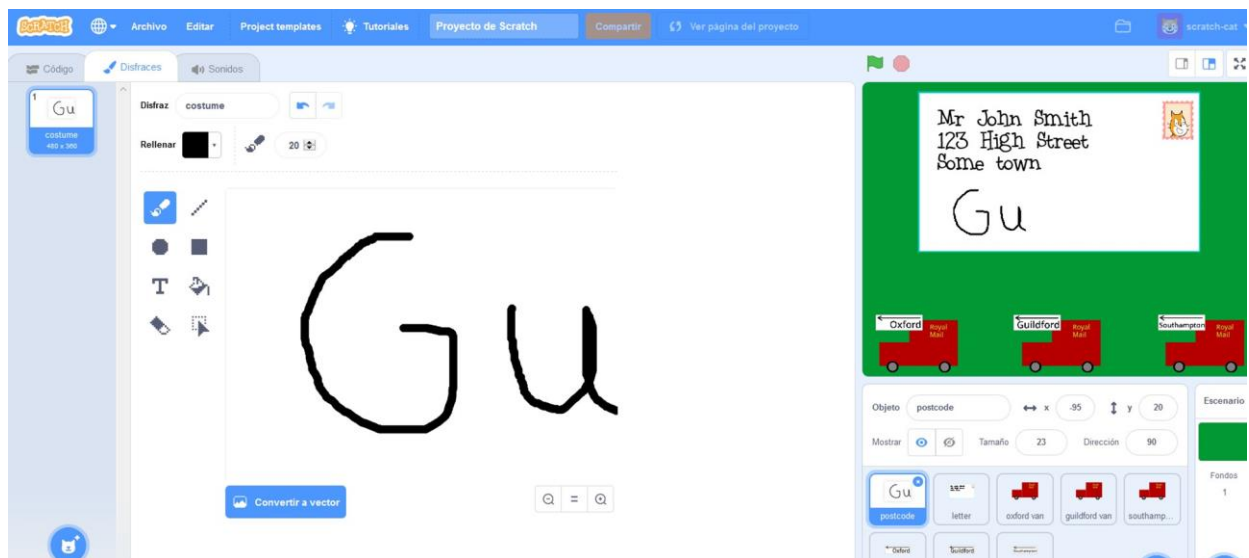 SCRATCH Archivo Editar Project templates Tutoriales Proyecto de Scratch Compartir Ver página del proyecto scratch-cat
Código Disfraces Sonidos
1
Gu
costume
480 x 360
Disfraz costume
Rellenar 20
T
Gu
Convertir a vector
Mr John Smith
123 High Street
Some town
Gu
Oxford Royal Mail
Guildford Royal Mail
Southampton Royal Mail
Objeto postcode x -95 y 20
Mostrar Tamaño 23 Dirección 90
Escenario
Fondos
1
Gu
postcode letter oxford van guildford van southamp...
Oxford Guildford